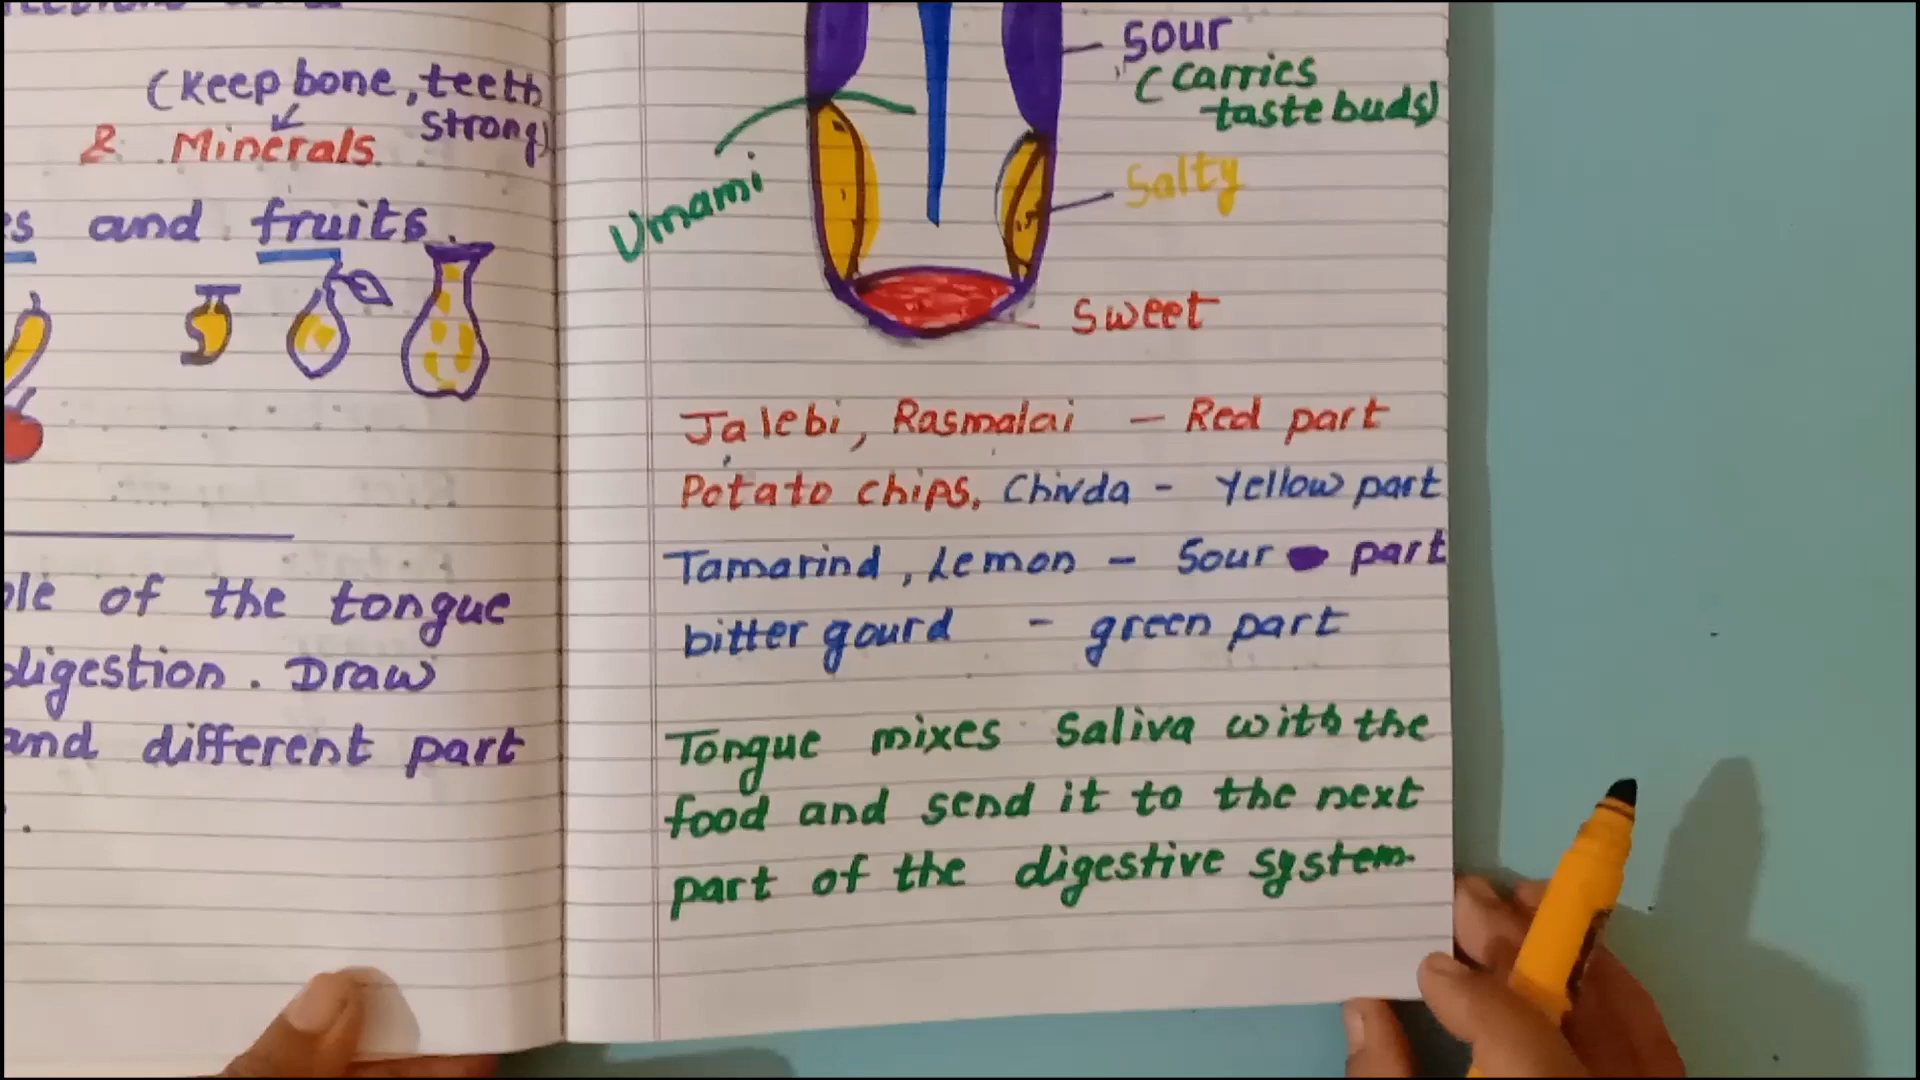 (Keep bone, teeth
strong)
& Minerals
es and fruits.
ole of the tongue
digestion. Draw
and different part
.
Sour
(Carries
taste buds)
Umami
Salty
Sweet
Jalebi, Rasmalai - Red part
Potato chips, Chivda - Yellow part
Tamarind, Lemon - Sour part
bitter gourd - green part
Tongue mixes Saliva with the
food and send it to the next
part of the digestive system.